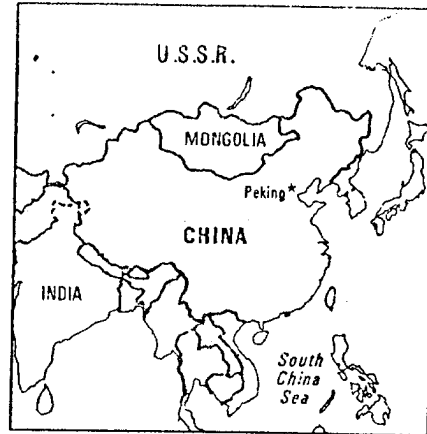 U.S.S.R.
MONGOLIA
Peking*
CHINA
INDIA
South
China
Sea